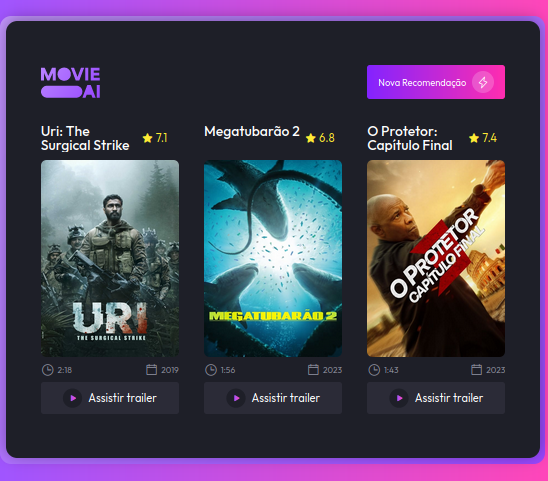 MOVIE
AI
Nova Recomendação
Uri: The
Surgical Strike
7.1
Megatubarão 2
6.8
O Protetor:
Capítulo Final
7.4
URI
THE SURGICAL STRIKE
MEGATUBARÃO 2
O PROTETOR
CAPÍTULO FINAL
2:18
2019
1:56
2023
1:43
2023
Assistir trailer
Assistir trailer
Assistir trailer